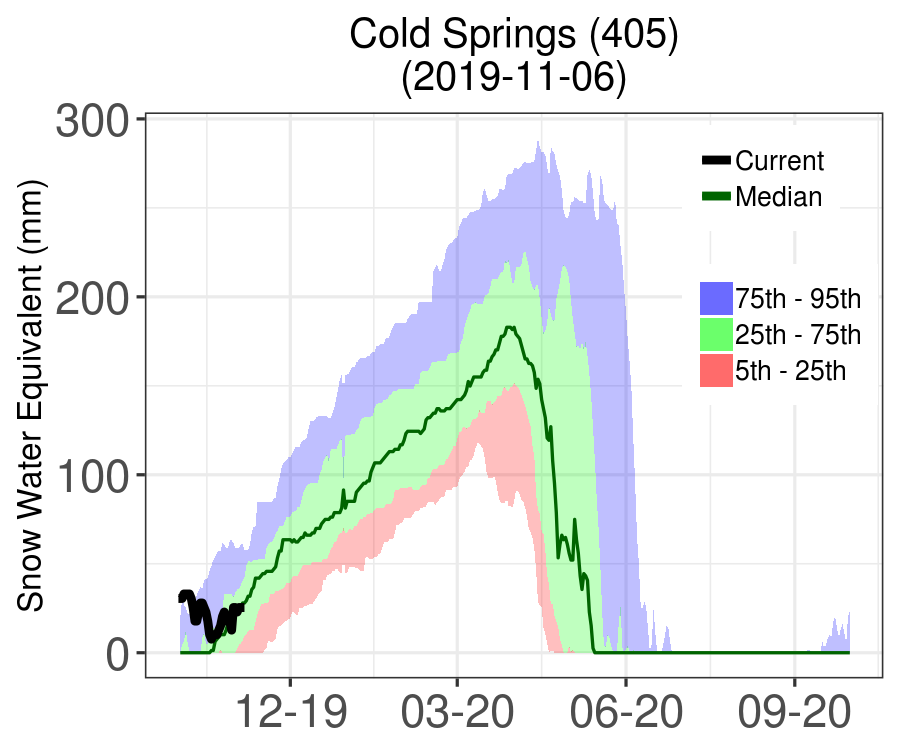 Cold Springs (405)
(2019-11-06)
Snow Water Equivalent (mm)
300
200
100
0
Current
Median
75th - 95th
25th - 75th
5th - 25th
12-19
03-20
06-20
09-20